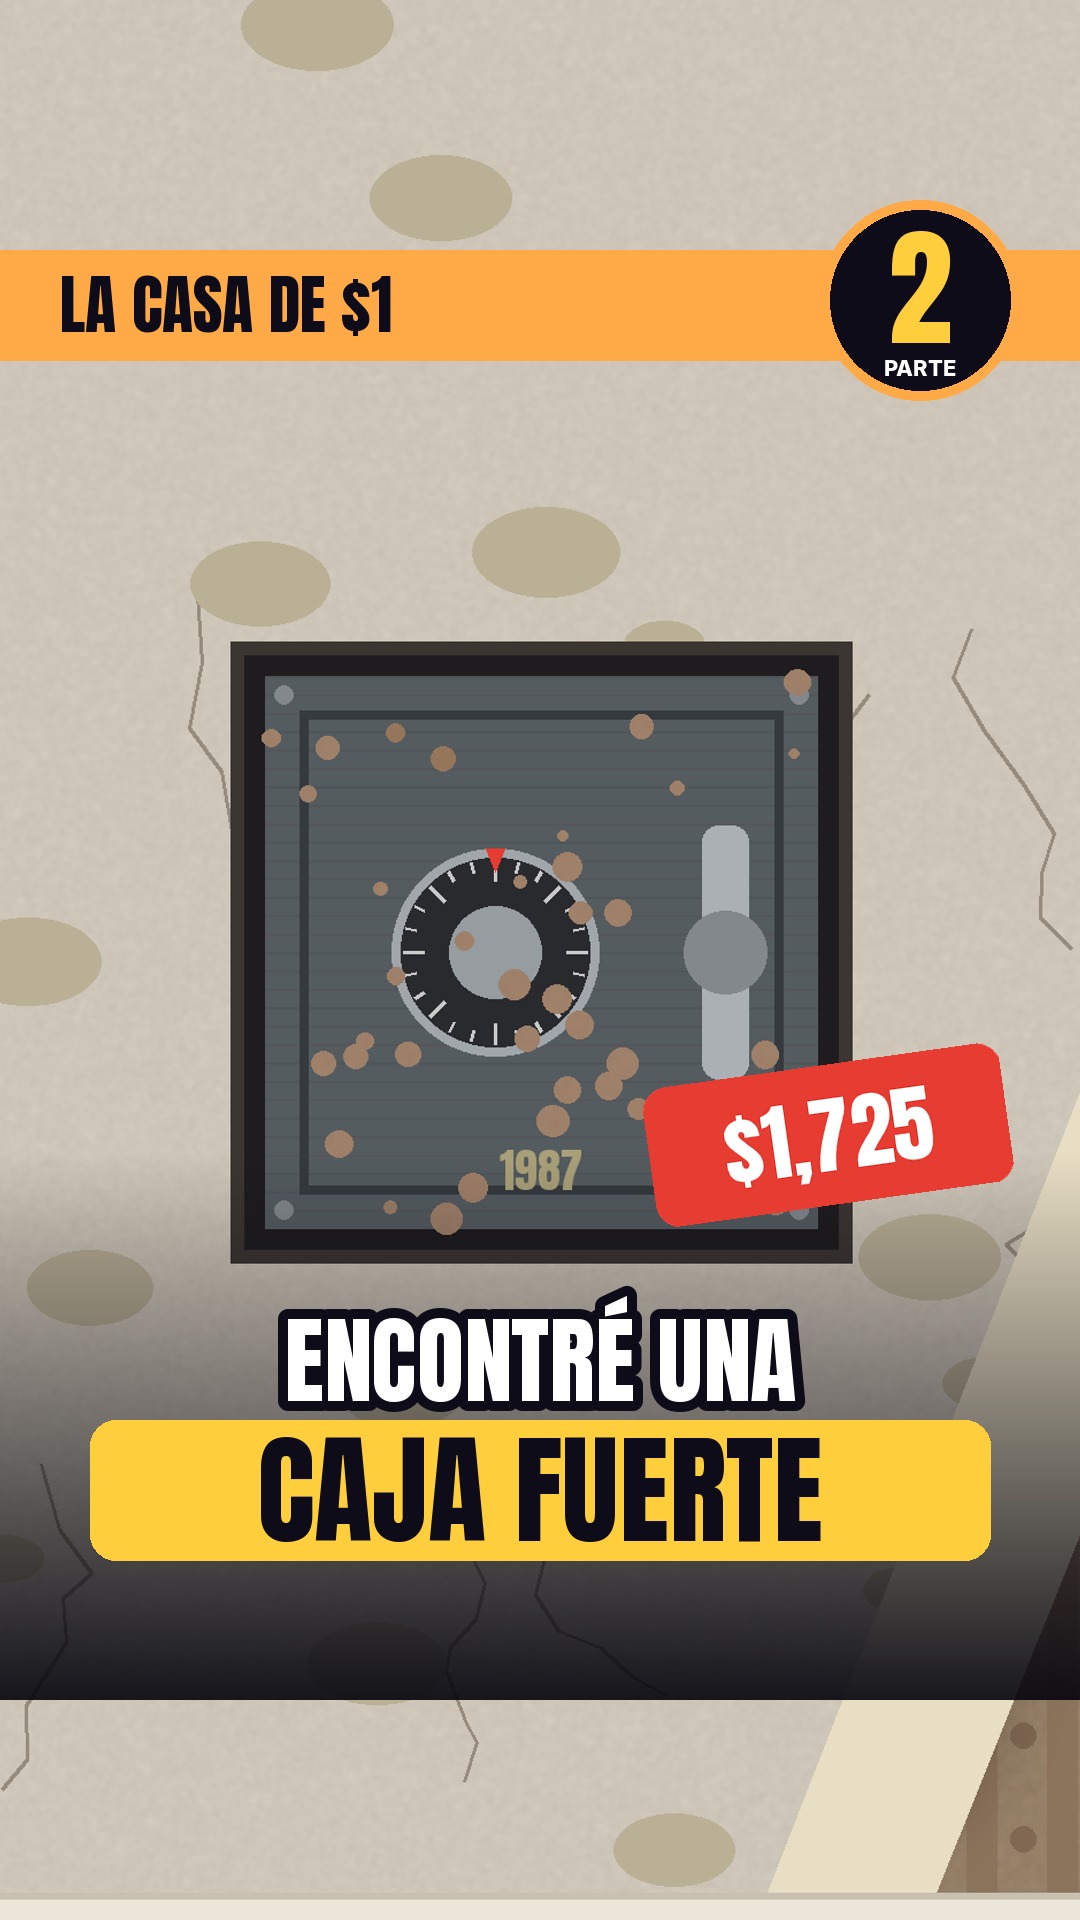 LA CASA DE $1
2
PARTE
1987
$1,725
ENCONTRÉ UNA
CAJA FUERTE